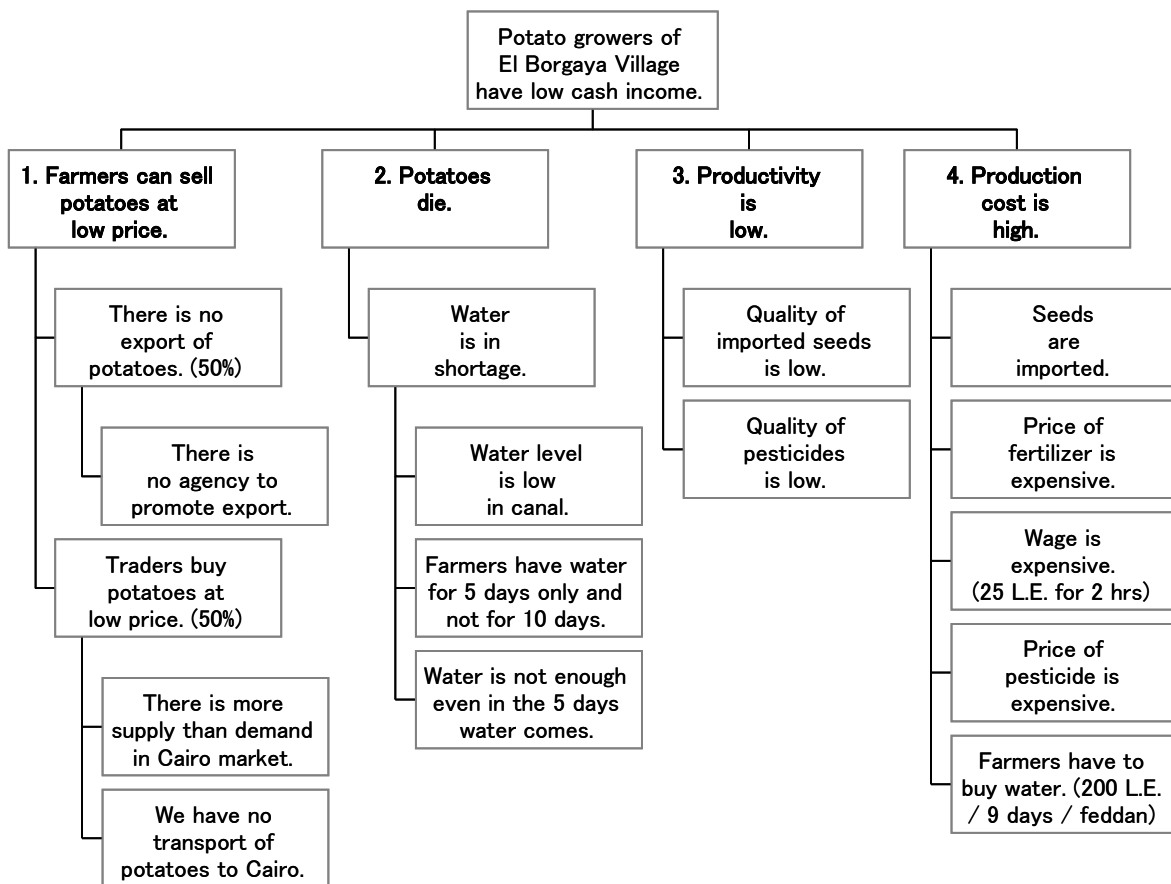 Potato growers of
El Borgaya Village
have low cash income.
1. Farmers can sell
potatoes at
low price.
There is no
export of
potatoes. (50%)
There is
no agency to
promote export.
Traders buy
potatoes at
low price. (50%)
There is more
supply than demand
in Cairo market.
We have no
transport of
potatoes to Cairo.
2. Potatoes
die.
Water
is in
shortage.
Water level
is low
in canal.
Farmers have water
for 5 days only and
not for 10 days.
Water is not enough
even in the 5 days
water comes.
3. Productivity
is
low.
Quality of
imported seeds
is low.
Quality of
pesticides
is low.
4. Production
cost is
high.
Seeds
are
imported.
Price of
fertilizer is
expensive.
Wage is
expensive.
(25 L.E. for 2 hrs)
Price of
pesticide is
expensive.
Farmers have to
buy water. (200 L.E.
/ 9 days / feddan)